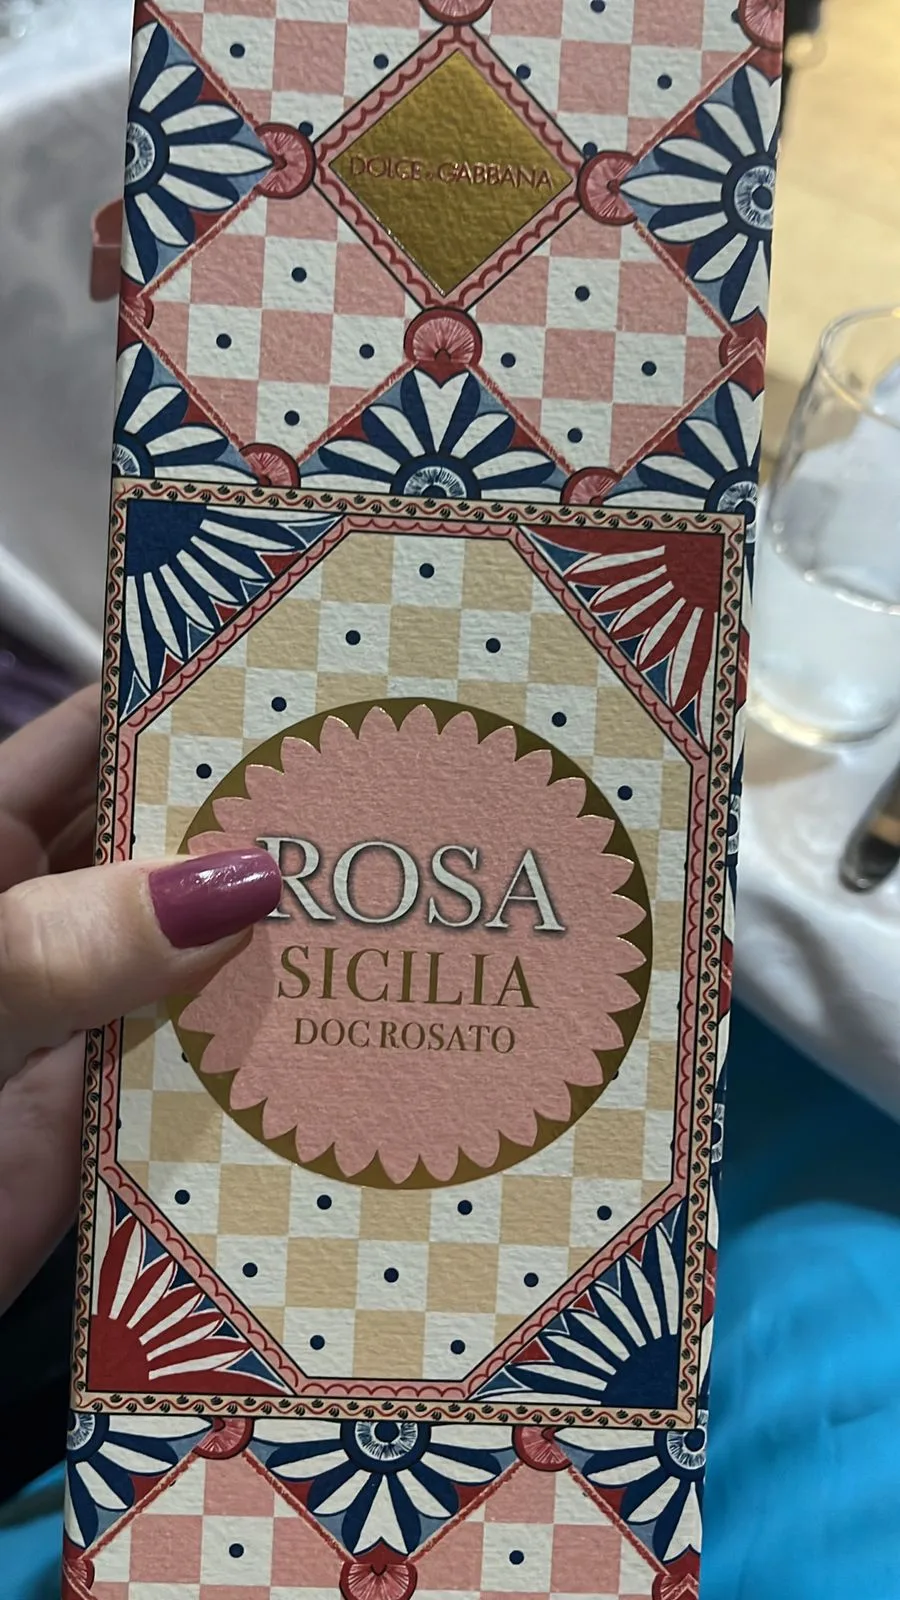 DOLCE & GABBANA
ROSA
SICILIA
DOC ROSATO